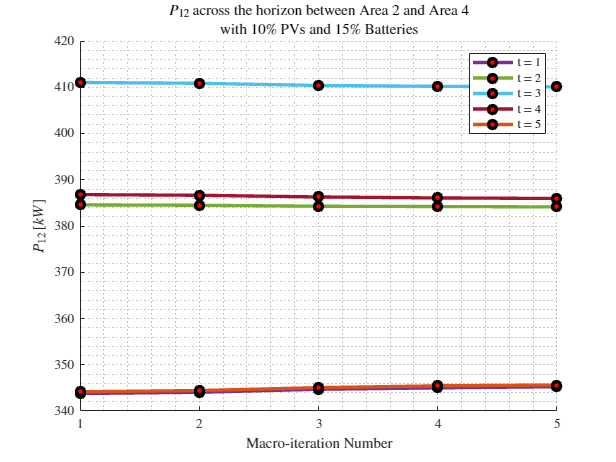 P12 across the horizon between Area 2 and Area 4
with 10% PVs and 15% Batteries
420
410
400
390
380
370
360
350
340
P12 [kW]
1 2 3 4 5
Macro-iteration Number
t = 1
t = 2
t = 3
t = 4
t = 5